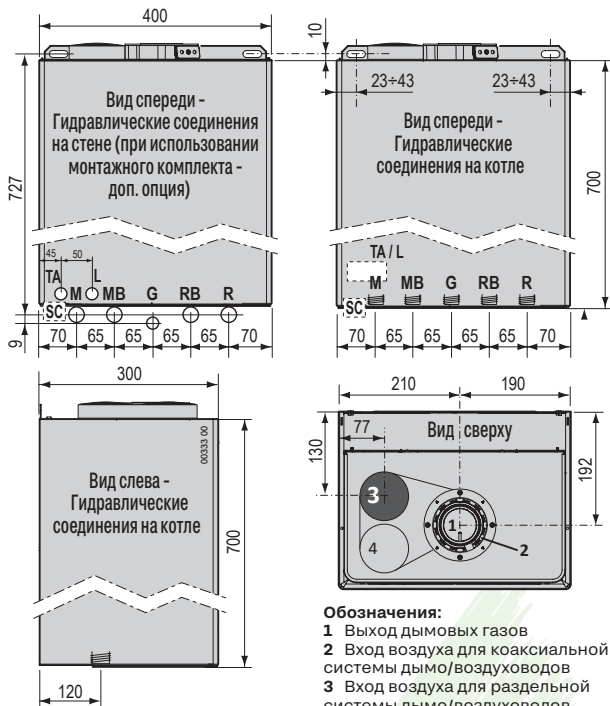 400
10
23÷43
23÷43
Вид спереди -
Гидравлические соединения
на стене (при использовании
монтажного комплекта -
доп. опция)
727
45
50
TA
L
M MB G RB R
SC
70 65 65 65 65 70
9
Вид спереди -
Гидравлические
соединения на котле
700
TA / L
M MB G RB R
SC
70 65 65 65 65 70
300
00333 00
Вид слева -
Гидравлические
соединения на котле
700
120
210
190
77
Вид сверху
130
192
3
4
1
2
Обозначения:
1 Выход дымовых газов
2 Вход воздуха для коаксиальной
системы дымо/воздуховодов
3 Вход воздуха для раздельной
системы дымо/воздуховодов